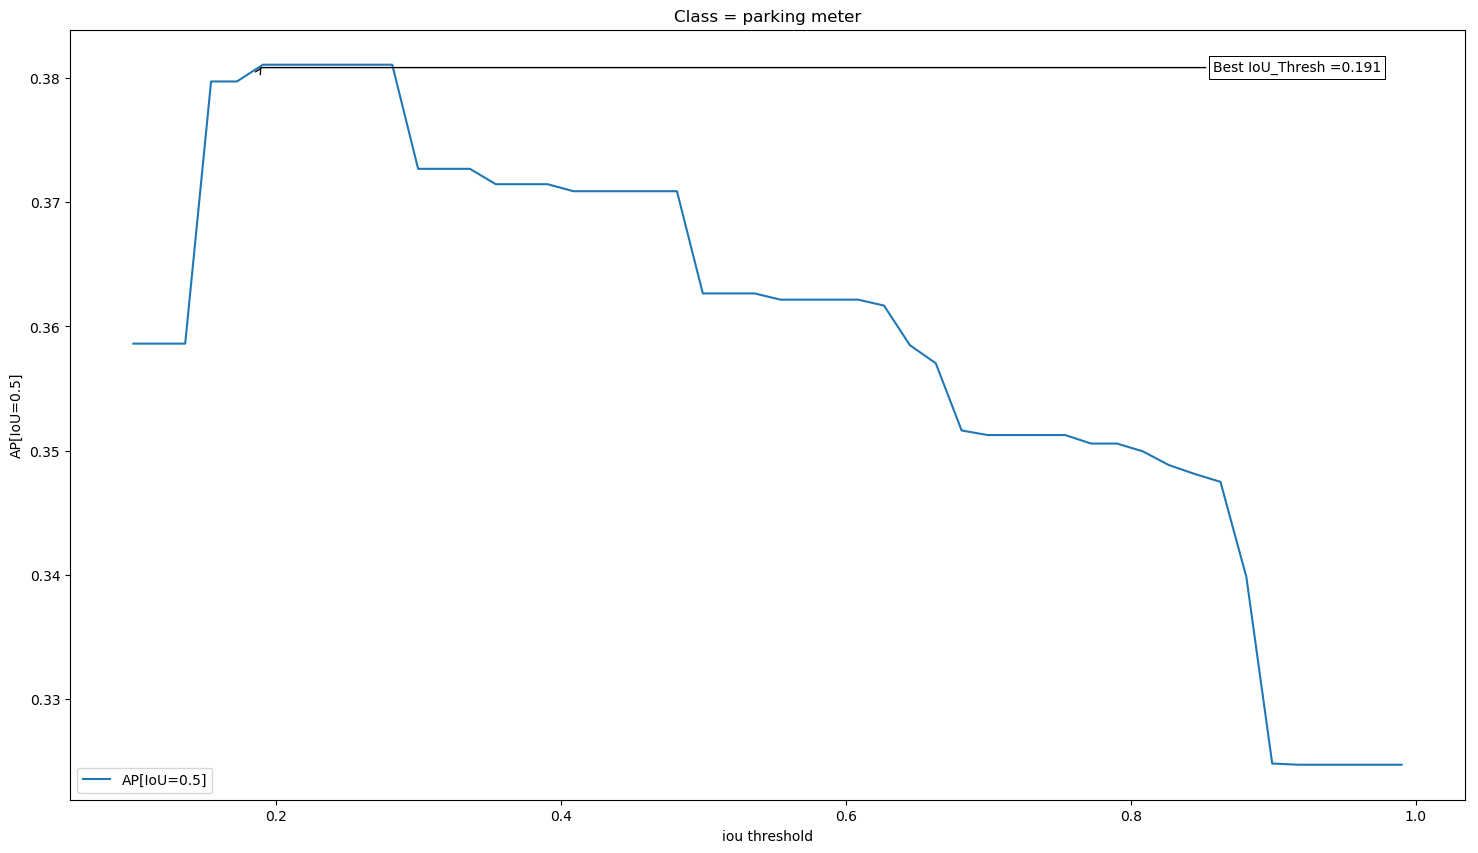 Class = parking meter
Best IoU_Thresh =0.191
0.38
0.37
0.36
0.35
0.34
0.33
AP[IoU=0.5]
AP[IoU=0.5]
0.2 0.4 0.6 0.8 1.0
iou threshold